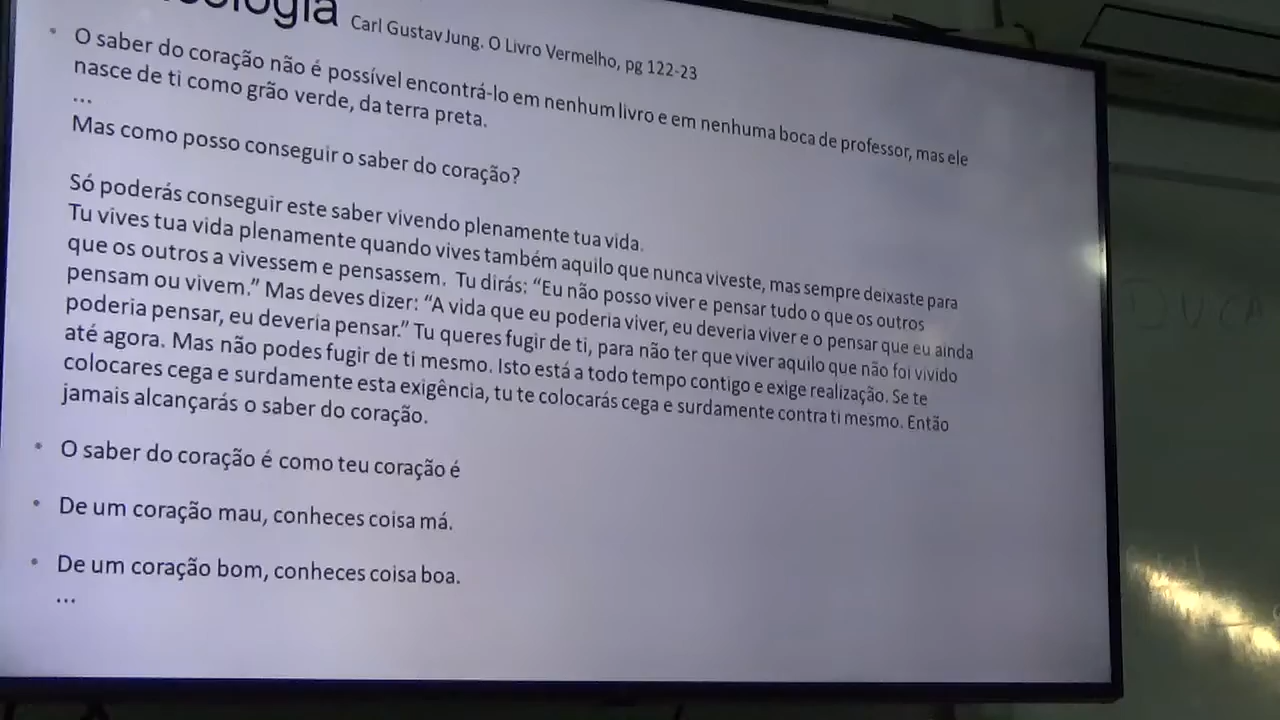 Carl Gustav Jung. O Livro Vermelho, pg 122-23
• O saber do coração não é possível encontrá-lo em nenhum livro e em nenhuma boca de professor, mas ele
nasce de ti como grão verde, da terra preta.
...
Mas como posso conseguir o saber do coração?
Só poderás conseguir este saber vivendo plenamente tua vida.
Tu vives tua vida plenamente quando vives também aquilo que nunca viveste, mas sempre deixaste para
que os outros a vivessem e pensassem. Tu dirás: “Eu não posso viver e pensar tudo o que os outros
pensam ou vivem.” Mas deves dizer: “A vida que eu poderia viver, eu deveria viver e o pensar que eu ainda
poderia pensar, eu deveria pensar.” Tu queres fugir de ti, para não ter que viver aquilo que não foi vivido
até agora. Mas não podes fugir de ti mesmo. Isto está a todo tempo contigo e exige realização. Se te
colocares cega e surdamente esta exigência, tu te colocarás cega e surdamente contra ti mesmo. Então
jamais alcançarás o saber do coração.
• O saber do coração é como teu coração é
• De um coração mau, conheces coisa má.
• De um coração bom, conheces coisa boa.
...